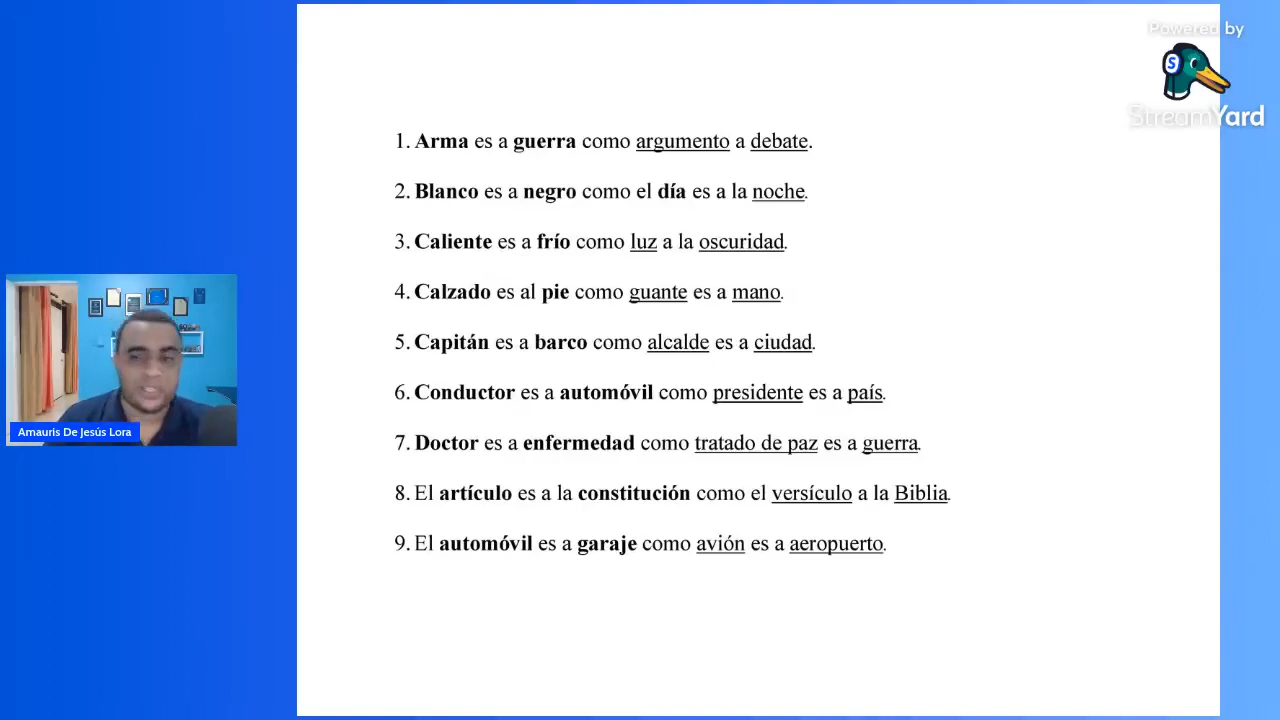 Powered by
StreamYard
1. Arma es a guerra como argumento a debate.
2. Blanco es a negro como el día es a la noche.
3. Caliente es a frío como luz a la oscuridad.
4. Calzado es al pie como guante es a mano.
5. Capitán es a barco como alcalde es a ciudad.
6. Conductor es a automóvil como presidente es a país.
7. Doctor es a enfermedad como tratado de paz es a guerra.
8. El artículo es a la constitución como el versículo a la Biblia.
9. El automóvil es a garaje como avión es a aeropuerto.
Amauris De Jesús Lora